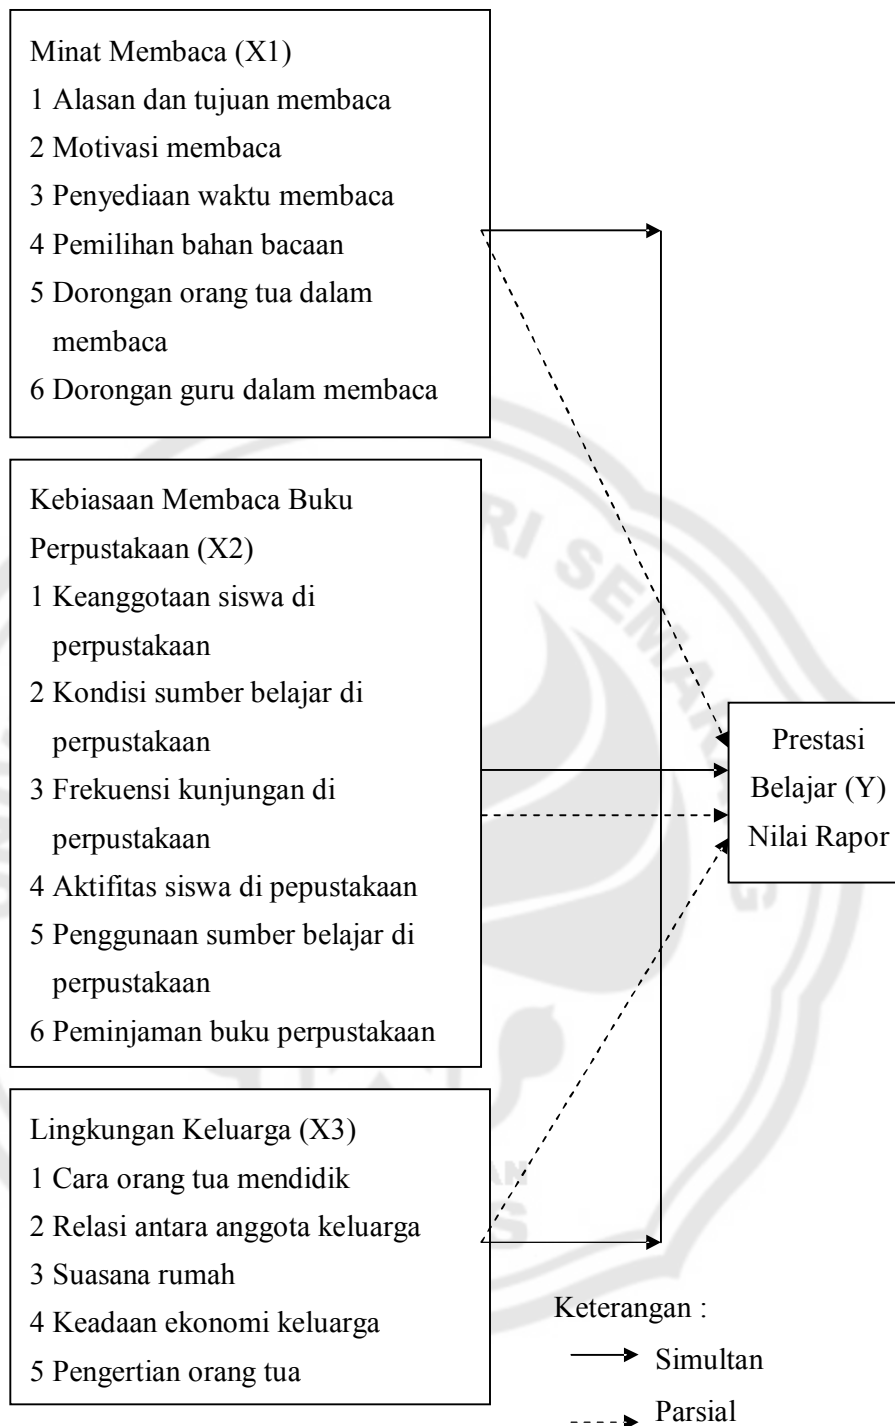 Minat Membaca (X1)
1 Alasan dan tujuan membaca
2 Motivasi membaca
3 Penyediaan waktu membaca
4 Pemilihan bahan bacaan
5 Dorongan orang tua dalam
membaca
6 Dorongan guru dalam membaca
Kebiasaan Membaca Buku
Perpustakaan (X2)
1 Keanggotaan siswa di
perpustakaan
2 Kondisi sumber belajar di
perpustakaan
3 Frekuensi kunjungan di
perpustakaan
4 Aktifitas siswa di pepustakaan
5 Penggunaan sumber belajar di
perpustakaan
6 Peminjaman buku perpustakaan
Lingkungan Keluarga (X3)
1 Cara orang tua mendidik
2 Relasi antara anggota keluarga
3 Suasana rumah
4 Keadaan ekonomi keluarga
5 Pengertian orang tua
Prestasi
Belajar (Y)
Nilai Rapor
Keterangan :
Simultan
Parsial